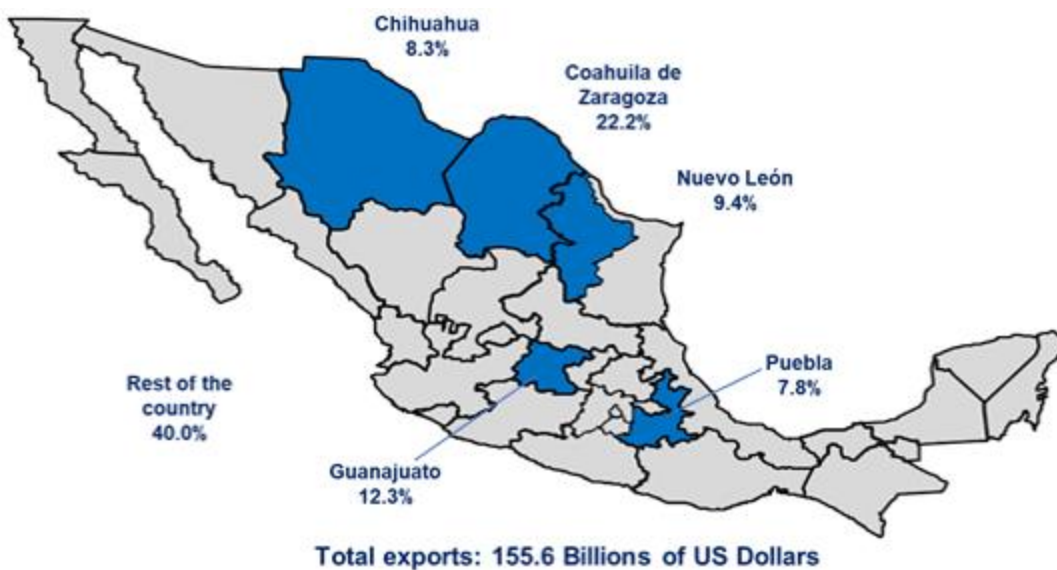 Chihuahua
8.3%
Coahuila de
Zaragoza
22.2%
Nuevo León
9.4%
Puebla
7.8%
Rest of the
country
40.0%
Guanajuato
12.3%
Total exports: 155.6 Billions of US Dollars